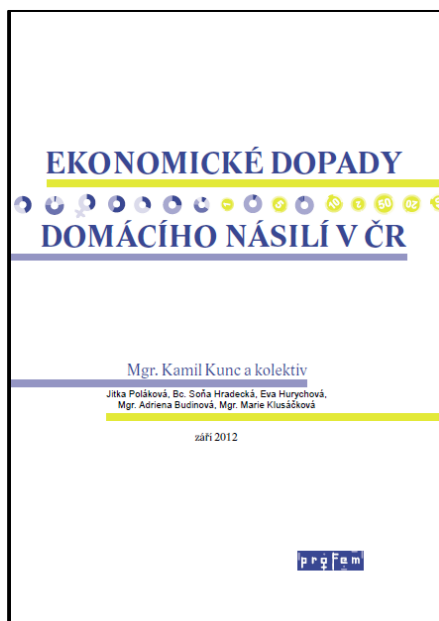 EKONOMICKÉ DOPADY
DOMÁCÍHO NÁSILÍ V ČR
Mgr. Kamil Kunc a kolektiv
Jitka Poláková, Bc. Soňa Hradecká, Eva Hurychová,
Mgr. Adriena Budinová, Mgr. Marie Klusáčková
září 2012
profem